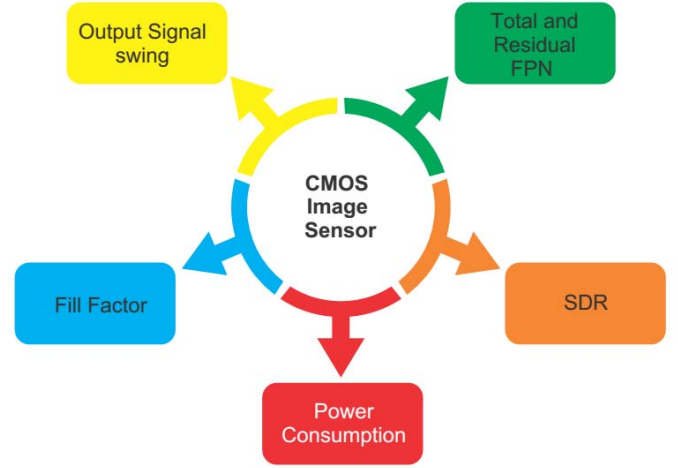 Output Signal
swing
Total and
Residual
FPN
CMOS
Image
Sensor
Fill Factor
SDR
Power
Consumption